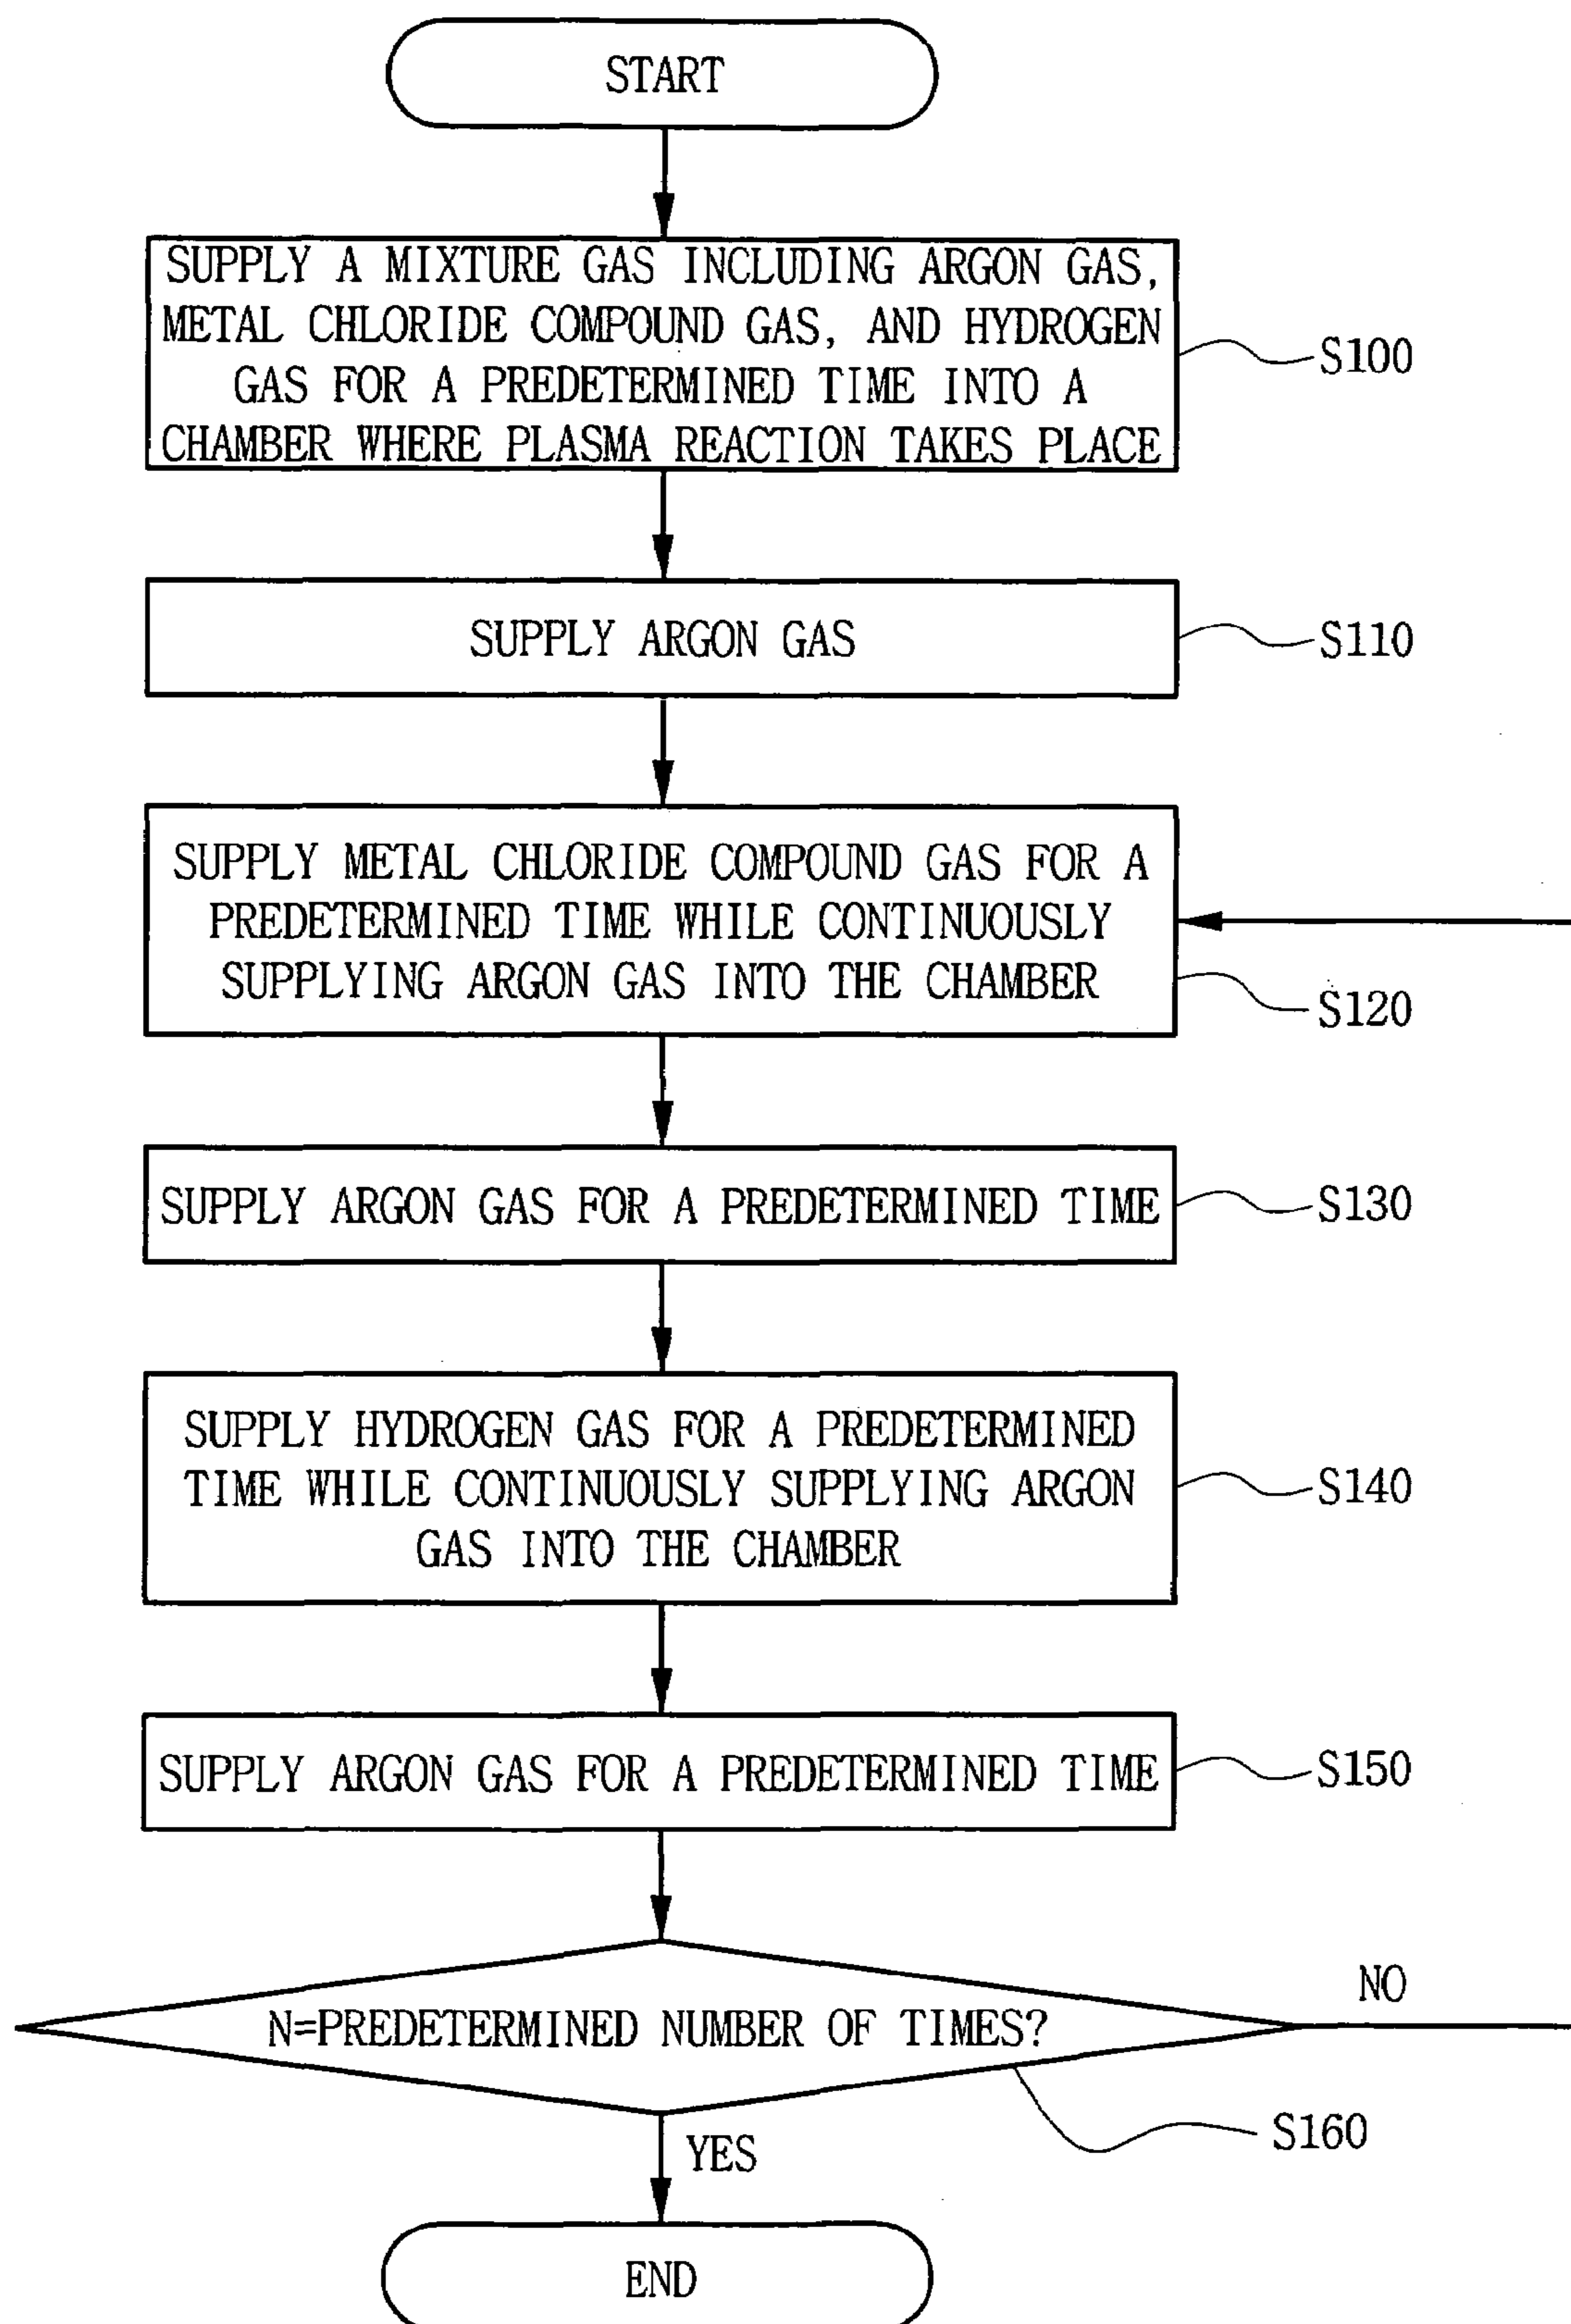 START
SUPPLY A MIXTURE GAS INCLUDING ARGON GAS,
METAL CHLORIDE COMPOUND GAS, AND HYDROGEN
GAS FOR A PREDETERMINED TIME INTO A
CHAMBER WHERE PLASMA REACTION TAKES PLACE
S100
SUPPLY ARGON GAS
S110
SUPPLY METAL CHLORIDE COMPOUND GAS FOR A
PREDETERMINED TIME WHILE CONTINUOUSLY
SUPPLYING ARGON GAS INTO THE CHAMBER
S120
SUPPLY ARGON GAS FOR A PREDETERMINED TIME
S130
SUPPLY HYDROGEN GAS FOR A PREDETERMINED
TIME WHILE CONTINUOUSLY SUPPLYING ARGON
GAS INTO THE CHAMBER
S140
SUPPLY ARGON GAS FOR A PREDETERMINED TIME
S150
N=PREDETERMINED NUMBER OF TIMES?
NO
S160
YES
END